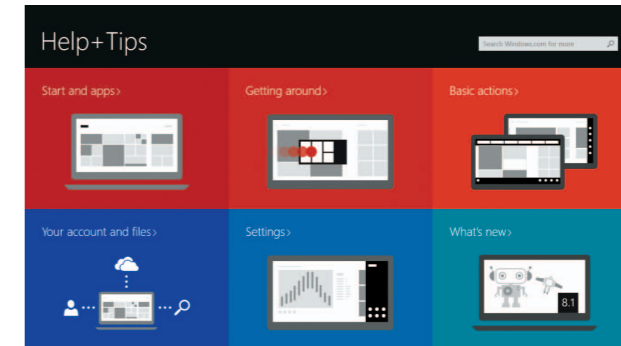 Help+Tips
Search Windows.com for more
Start and apps>
Getting around>
Basic actions>
Your account and files>
Settings>
What's new>
8.1